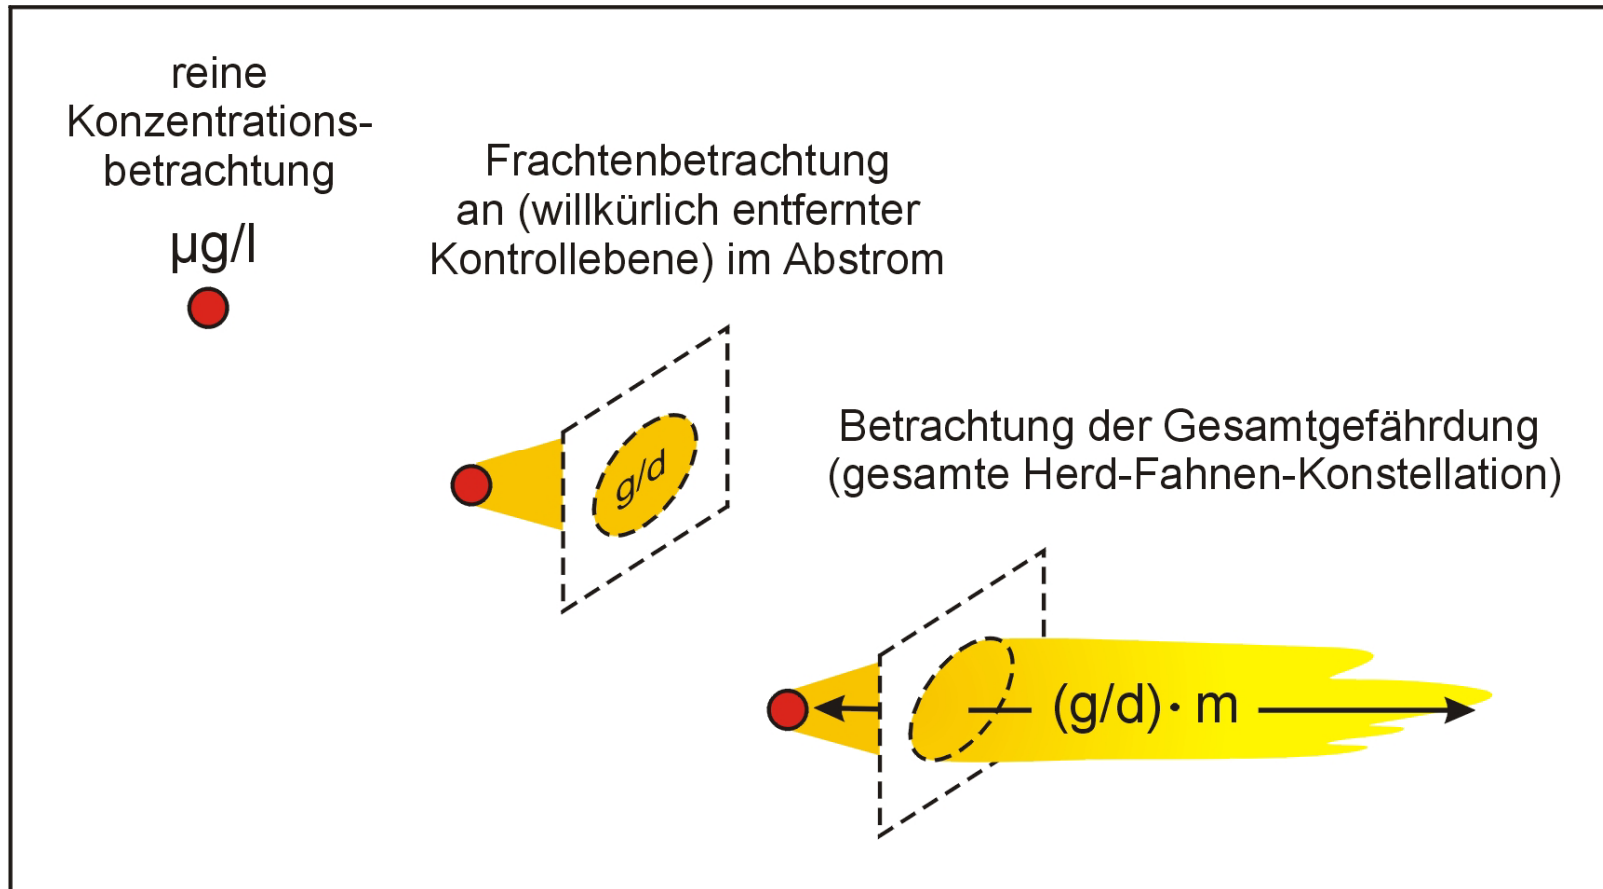 reine
Konzentrations-
betrachtung
µg/l
Frachtenbetrachtung
an (willkürlich entfernter
Kontrollebene) im Abstrom
g/d
Betrachtung der Gesamtgefährdung
(gesamte Herd-Fahnen-Konstellation)
(g/d) · m